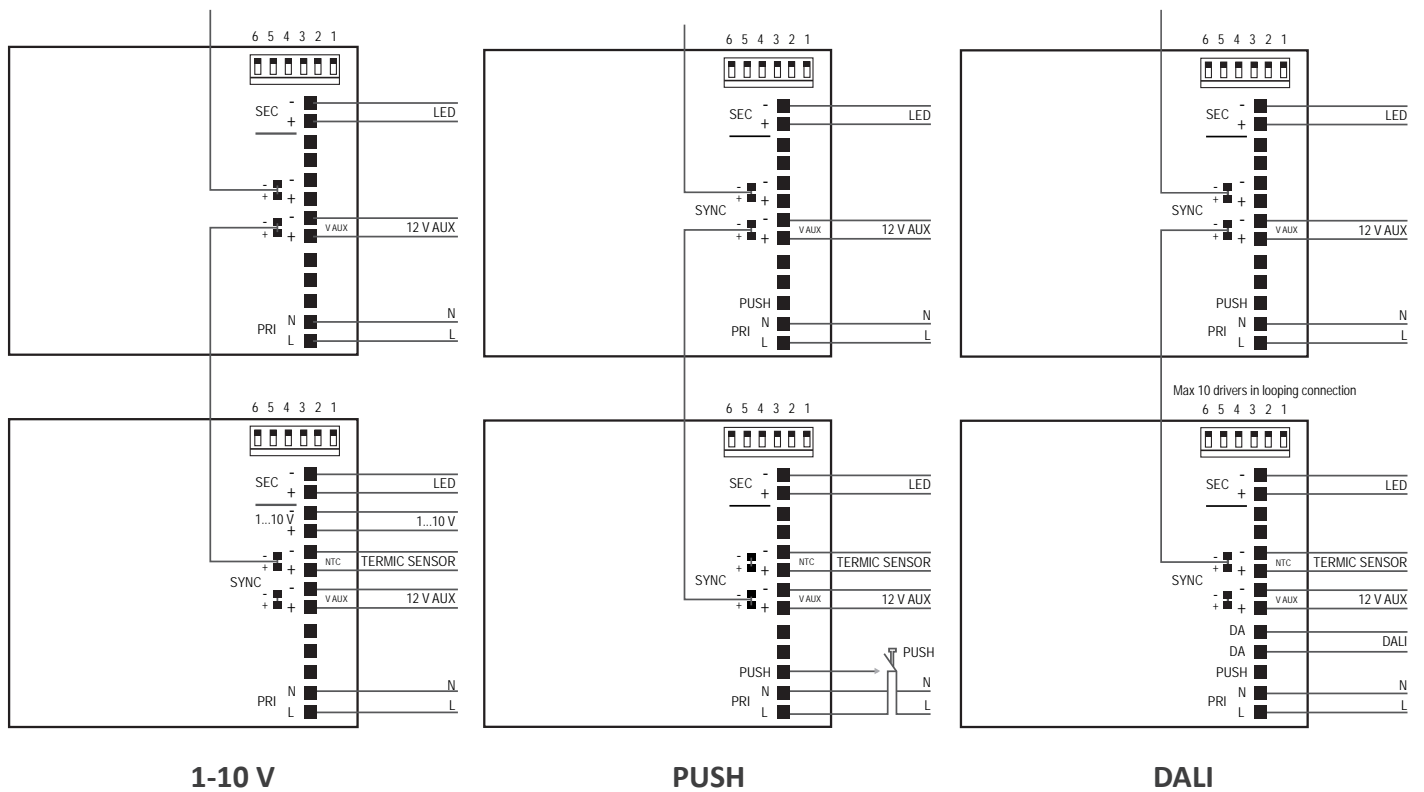 6 5 4 3 2 1
SEC - +
LED
- + - +
- + - +
V AUX
12 V AUX
PRI N L
N
L
6 5 4 3 2 1
SEC - +
LED
- + - +
SYNC
- + - +
V AUX
12 V AUX
PUSH
PRI N L
N
L
6 5 4 3 2 1
SEC - +
LED
- + - +
SYNC
- + - +
V AUX
12 V AUX
PUSH
PRI N L
N
L
Max 10 drivers in looping connection
6 5 4 3 2 1
SEC - +
LED
1...10 V - +
1...10 V
- + - +
NTC
TERMIC SENSOR
SYNC
- + - +
V AUX
12 V AUX
PRI N L
N
L
1-10 V
6 5 4 3 2 1
SEC - +
LED
- + - +
NTC
TERMIC SENSOR
SYNC
- + - +
V AUX
12 V AUX
PUSH
PUSH
PRI N L
N
L
PUSH
6 5 4 3 2 1
SEC - +
LED
- + - +
NTC
TERMIC SENSOR
SYNC
- + - +
V AUX
12 V AUX
DA
DA
DALI
PUSH
PRI N L
N
L
DALI